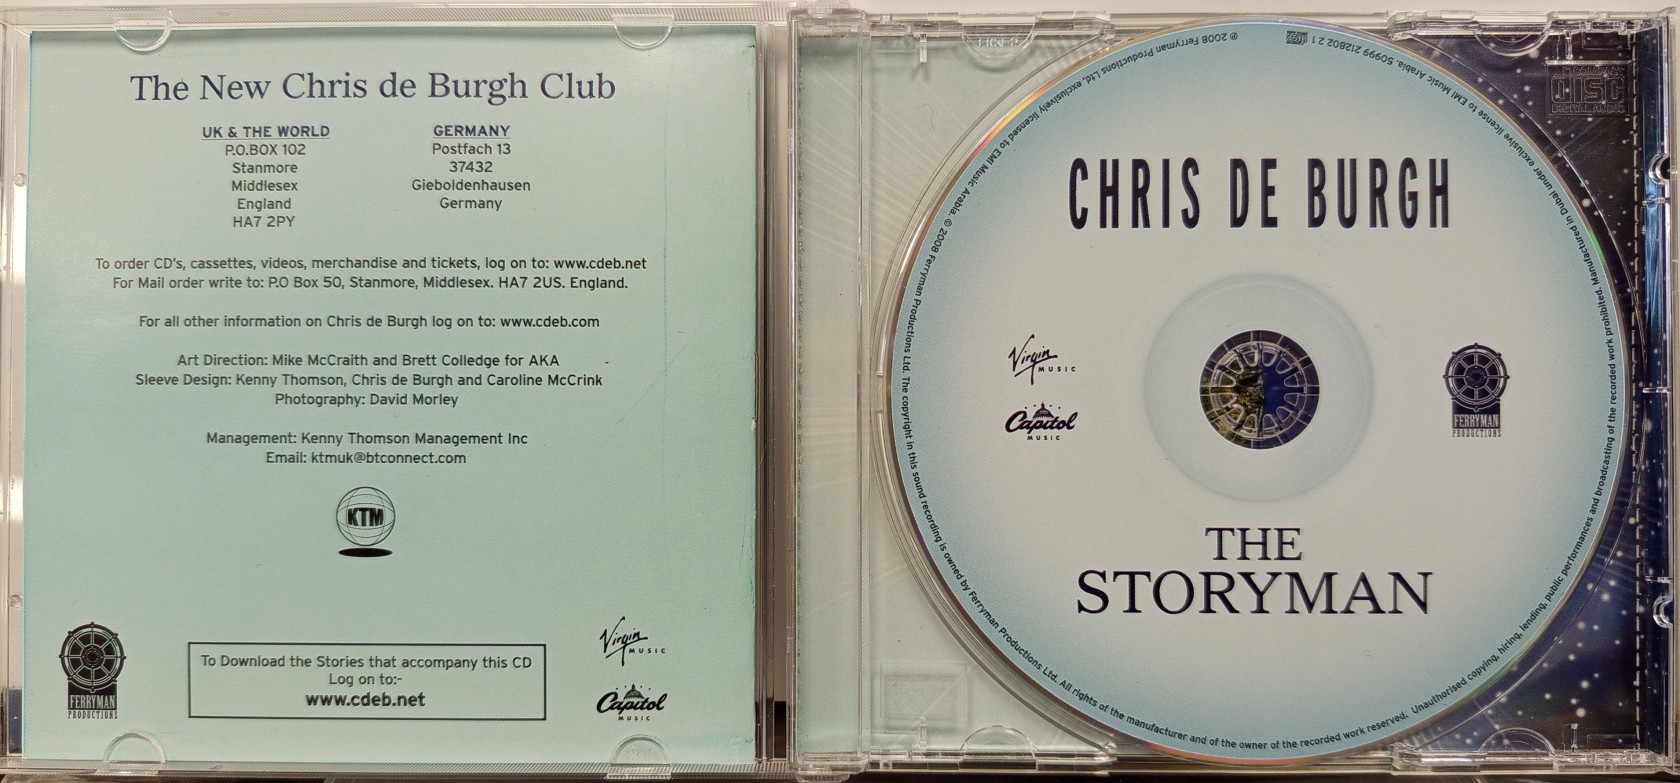 The New Chris de Burgh Club
UK & THE WORLD
P.O.BOX 102
Stanmore
Middlesex
England
HA7 2PY
GERMANY
Postfach 13
37432
Gieboldenhausen
Germany
To order CD's, cassettes, videos, merchandise and tickets, log on to: www.cdeb.net
For Mail order write to: P.O Box 50, Stanmore, Middlesex. HA7 2US. England.
For all other information on Chris de Burgh log on to: www.cdeb.com
Art Direction: Mike McCraith and Brett Colledge for AKA
Sleeve Design: Kenny Thomson, Chris de Burgh and Caroline McCrink
Photography: David Morley
Management: Kenny Thomson Management Inc
Email: ktmuk@btconnect.com
KTM
FERRYMAN
PRODUCTIONS
To Download the Stories that accompany this CD
Log on to:-
www.cdeb.net
Virgin
MUSIC
Capitol
MUSIC
CHRIS DE BURGH
Virgin
MUSIC
Capitol
MUSIC
FERRYMAN
PRODUCTIONS
THE
STORYMAN
℗ 2008 Ferryman Productions Ltd. exclusively licensed to EMI Music Arabia. © 2008 Ferryman Productions Ltd. The copyright in this sound recording is owned by Ferryman Productions Ltd. All rights of the manufacturer and of the owner of the recorded work reserved. Unauthorised copying, hiring, lending, public performances and broadcasting of the recorded work prohibited. Manufactured in Dubai under exclusive license to EMI Music Arabia. 50999 212802 2 1
COMPACT
DISC
DIGITAL AUDIO